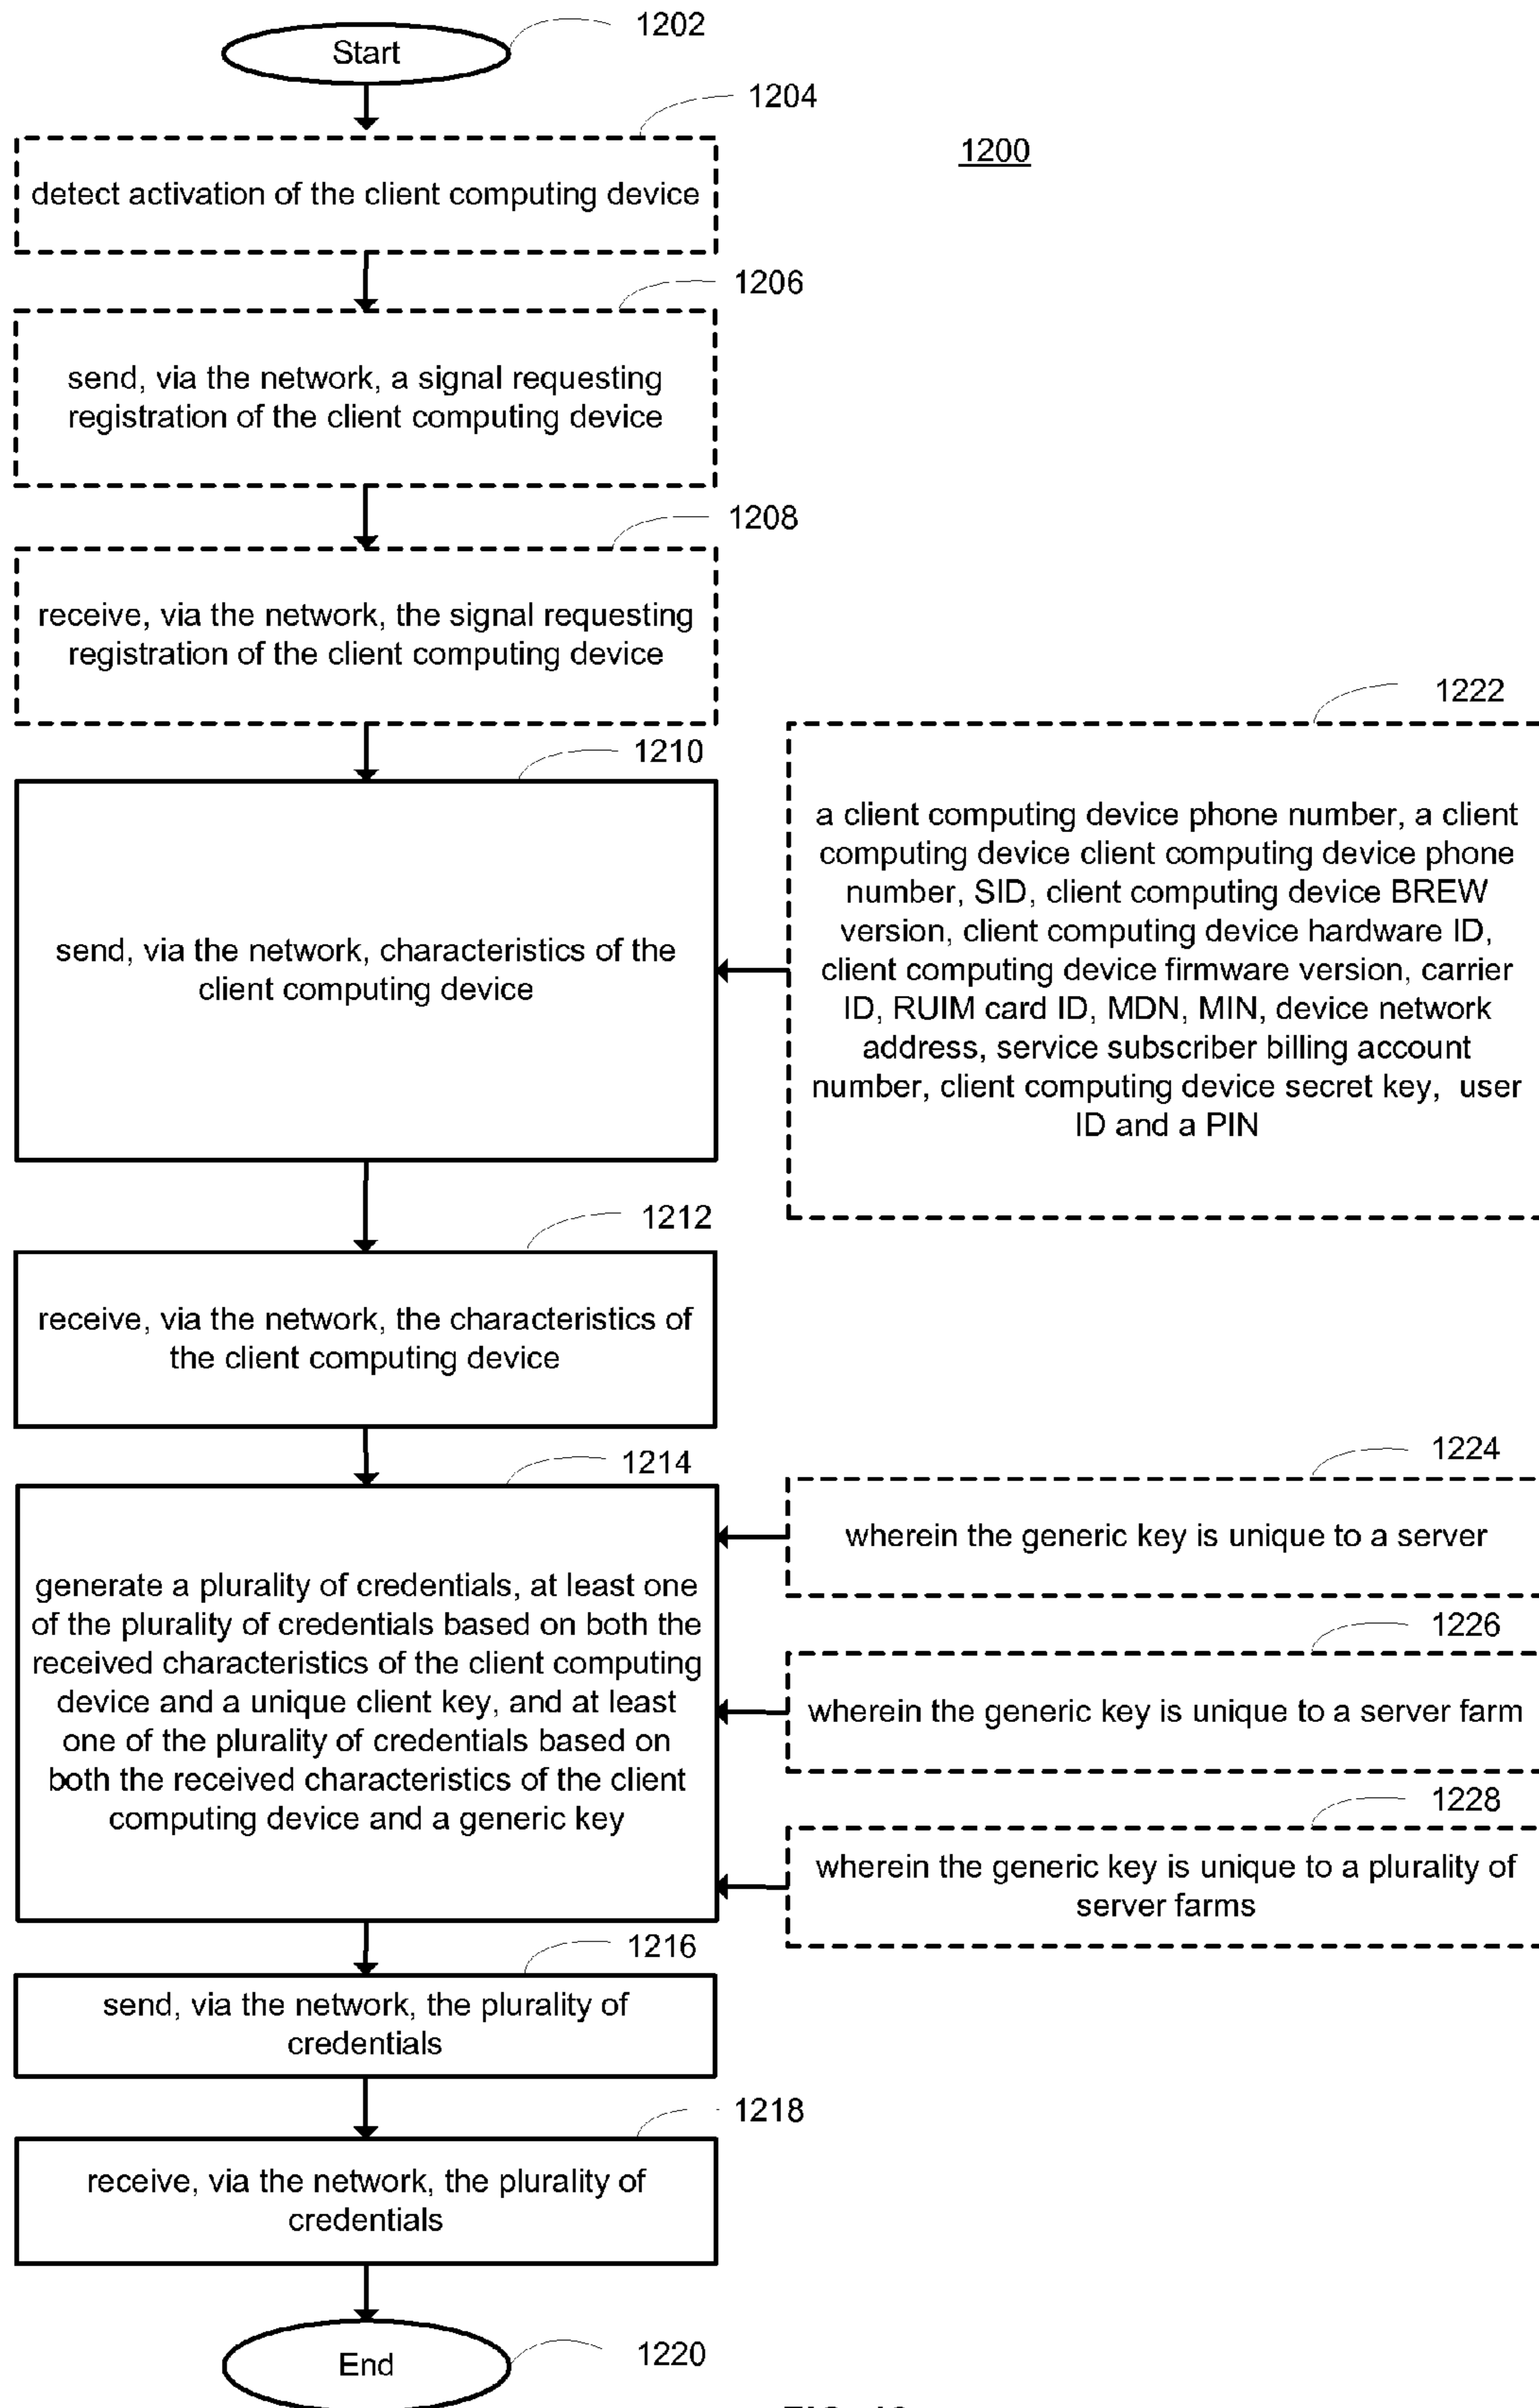 Start
1202
1204
1200
detect activation of the client computing device
1206
send, via the network, a signal requesting
registration of the client computing device
1208
receive, via the network, the signal requesting
registration of the client computing device
1210
send, via the network, characteristics of the
client computing device
1222
a client computing device phone number, a client
computing device client computing device phone
number, SID, client computing device BREW
version, client computing device hardware ID,
client computing device firmware version, carrier
ID, RUIM card ID, MDN, MIN, device network
address, service subscriber billing account
number, client computing device secret key, user
ID and a PIN
1212
receive, via the network, the characteristics of
the client computing device
1214
generate a plurality of credentials, at least one
of the plurality of credentials based on both the
received characteristics of the client computing
device and a unique client key, and at least
one of the plurality of credentials based on
both the received characteristics of the client
computing device and a generic key
1224
wherein the generic key is unique to a server
1226
wherein the generic key is unique to a server farm
1228
wherein the generic key is unique to a plurality of
server farms
1216
send, via the network, the plurality of
credentials
1218
receive, via the network, the plurality of
credentials
End
1220